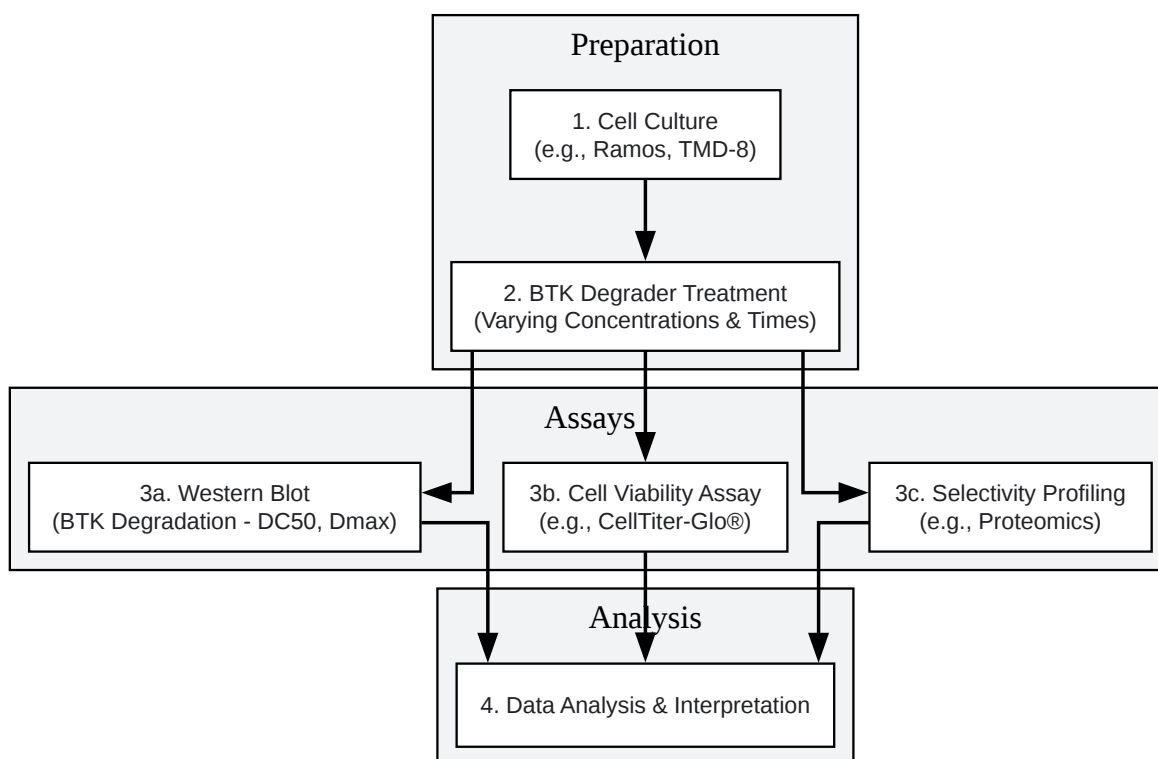 Preparation
1. Cell Culture
(e.g., Ramos, TMD-8)
2. BTK Degrader Treatment
(Varying Concentrations & Times)
Assays
3a. Western Blot
(BTK Degradation - DC50, Dmax)
3b. Cell Viability Assay
(e.g., CellTiter-Glo®)
3c. Selectivity Profiling
(e.g., Proteomics)
Analysis
4. Data Analysis & Interpretation